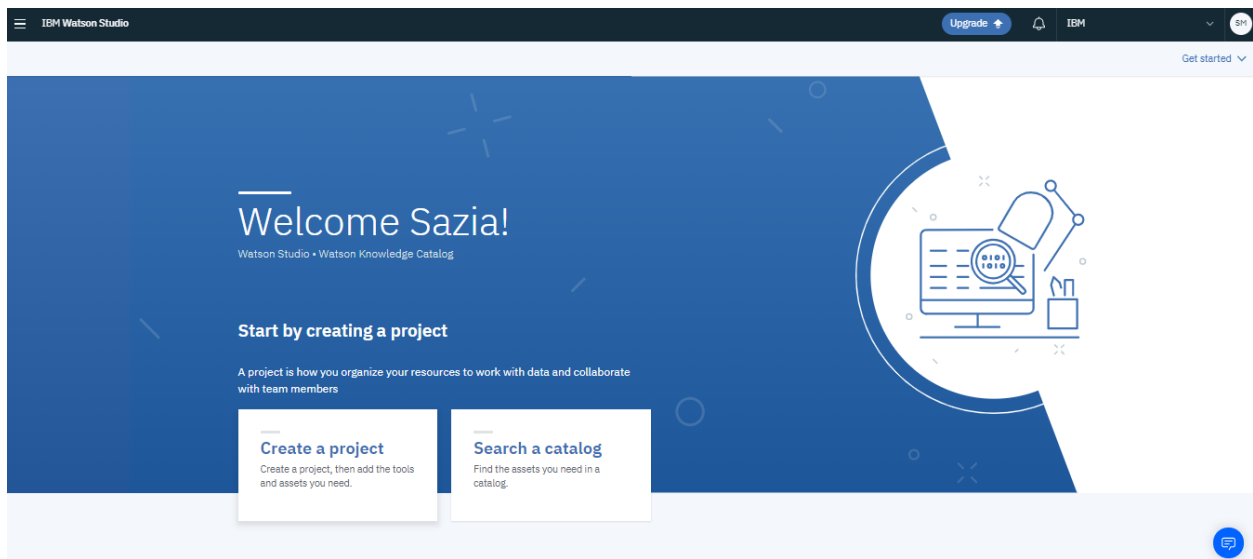 IBM Watson Studio
Upgrade
IBM
SM
Get started
Welcome Sazia!
Watson Studio • Watson Knowledge Catalog
Start by creating a project
A project is how you organize your resources to work with data and collaborate
with team members
Create a project
Create a project, then add the tools
and assets you need.
Search a catalog
Find the assets you need in a
catalog.
0101
1010